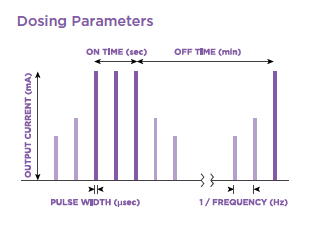 Dosing Parameters
ON TIME (sec)
OFF TIME (min)
OUTPUT CURRENT (mA)
PULSE WIDTH (µsec)
1 / FREQUENCY (Hz)